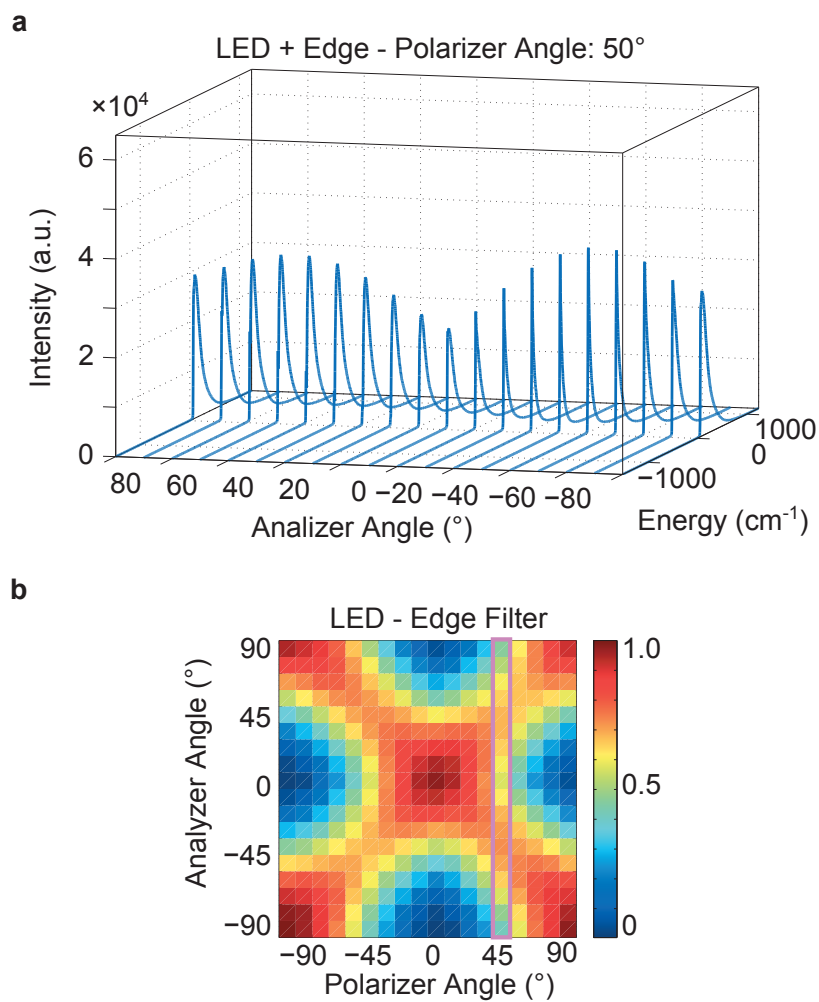 a
LED + Edge - Polarizer Angle: 50°
×10⁴
6
4
2
0
Intensity (a.u.)
80 60 40 20 0 −20 −40 −60 −80
Analizer Angle (°)
−1000 0 1000
Energy (cm⁻¹)
b
LED - Edge Filter
90
45
0
−45
−90
Analyzer Angle (°)
−90 −45 0 45 90
Polarizer Angle (°)
1.0
0.5
0